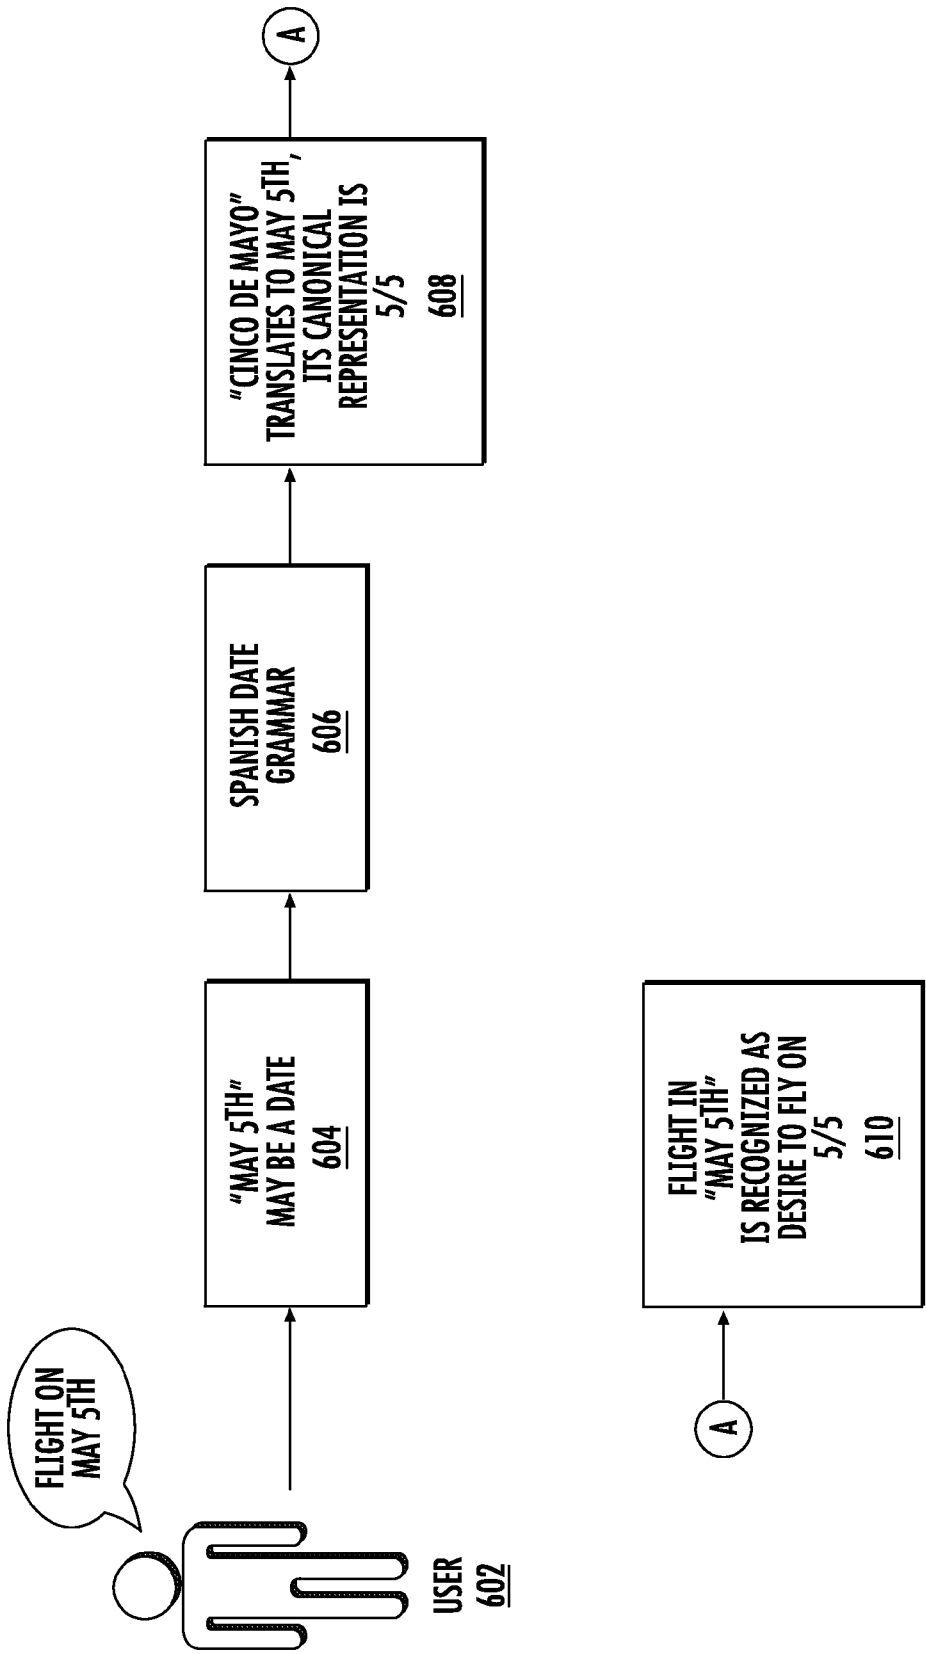 FLIGHT ON
MAY 5TH
USER
602
"MAY 5TH"
MAY BE A DATE
604
SPANISH DATE
GRAMMAR
606
"CINCO DE MAYO"
TRANSLATES TO MAY 5TH,
ITS CANONICAL
REPRESENTATION IS
5/5
608
A
A
FLIGHT IN
"MAY 5TH"
IS RECOGNIZED AS
DESIRE TO FLY ON
5/5
610